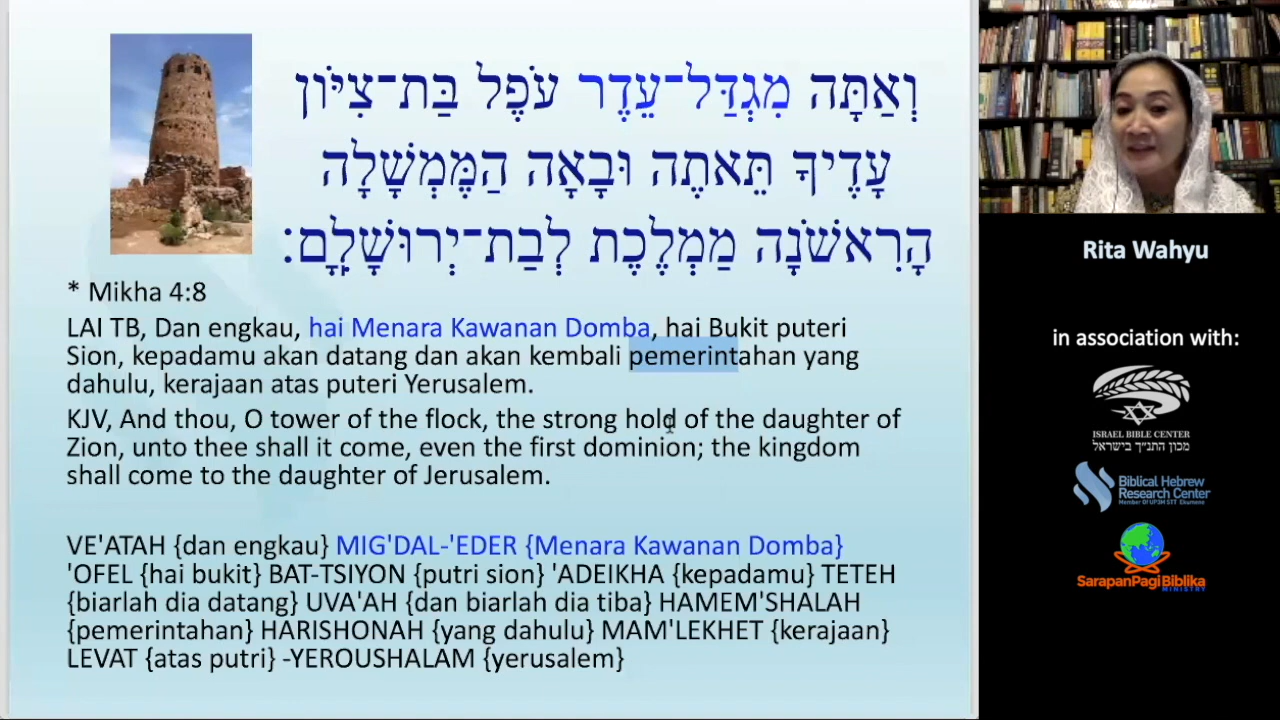 וְאַתָּה מִגְדַּל־עֵדֶר עֹפֶל בַּת־צִיּוֹן
עָדֶיךָ תֵּאתֶה וּבָאָה הַמֶּמְשָׁלָה
הָרִאשֹׁנָה מַמְלֶכֶת לְבַת־יְרוּשָׁלִָם׃
* Mikha 4:8
LAI TB, Dan engkau, hai Menara Kawanan Domba, hai Bukit puteri
Sion, kepadamu akan datang dan akan kembali pemerintahan yang
dahulu, kerajaan atas puteri Yerusalem.
KJV, And thou, O tower of the flock, the strong hold of the daughter of
Zion, unto thee shall it come, even the first dominion; the kingdom
shall come to the daughter of Jerusalem.
VE'ATAH {dan engkau} MIG'DAL-'EDER {Menara Kawanan Domba}
'OFEL {hai bukit} BAT-TSIYON {putri sion} 'ADEIKHA {kepadamu} TETEH
{biarlah dia datang} UVA'AH {dan biarlah dia tiba} HAMEM'SHALAH
{pemerintahan} HARISHONAH {yang dahulu} MAM'LEKHET {kerajaan}
LEVAT {atas putri} -YEROUSHALAM {yerusalem}
Rita Wahyu
in association with:
ISRAEL BIBLE CENTER
מכון התנ״ך בישראל
Biblical Hebrew
Research Center
Member Of UP3M STT Ekumene
SarapanPagi Biblika
MINISTRY